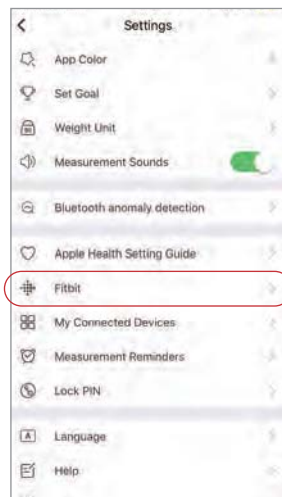 Settings
App Color
Set Goal
Weight Unit
Measurement Sounds
Bluetooth anomaly detection
Apple Health Setting Guide
Fitbit
My Connected Devices
Measurement Reminders
Lock PIN
Language
Help